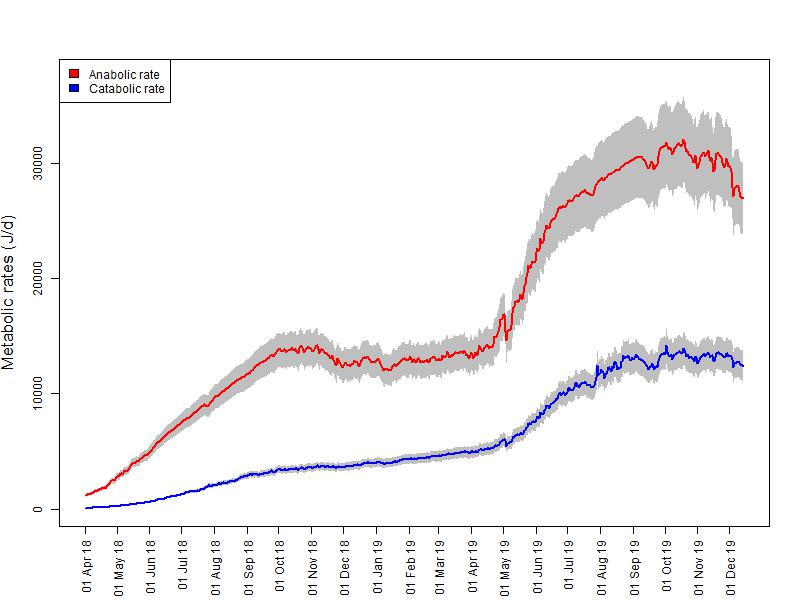 Anabolic rate
Catabolic rate
Metabolic rates (J/d)
30000
20000
10000
0
01 Apr 18
01 May 18
01 Jun 18
01 Jul 18
01 Aug 18
01 Sep 18
01 Oct 18
01 Nov 18
01 Dec 18
01 Jan 19
01 Feb 19
01 Mar 19
01 Apr 19
01 May 19
01 Jun 19
01 Jul 19
01 Aug 19
01 Sep 19
01 Oct 19
01 Nov 19
01 Dec 19